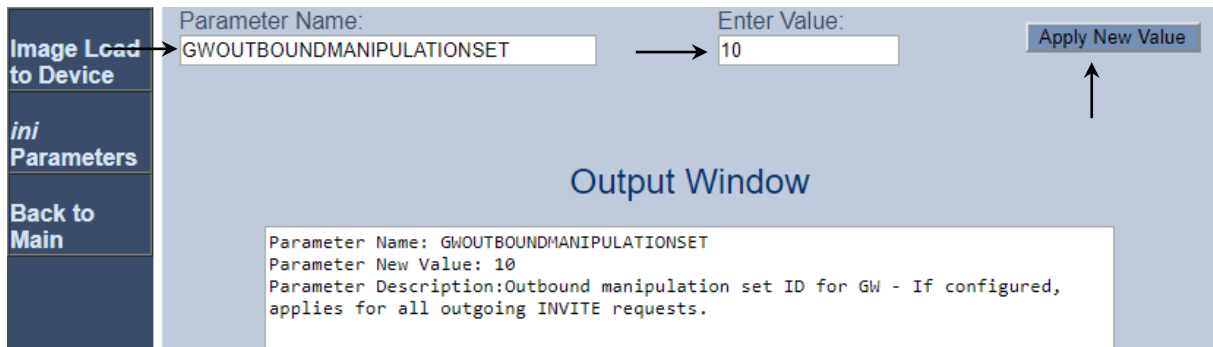 Image Load
to Device
ini
Parameters
Back to
Main
Parameter Name:
GWOUTBOUNDMANIPULATIONSET
Enter Value:
10
Apply New Value
Output Window
Parameter Name: GWOUTBOUNDMANIPULATIONSET
Parameter New Value: 10
Parameter Description:Outbound manipulation set ID for GW - If configured,
applies for all outgoing INVITE requests.